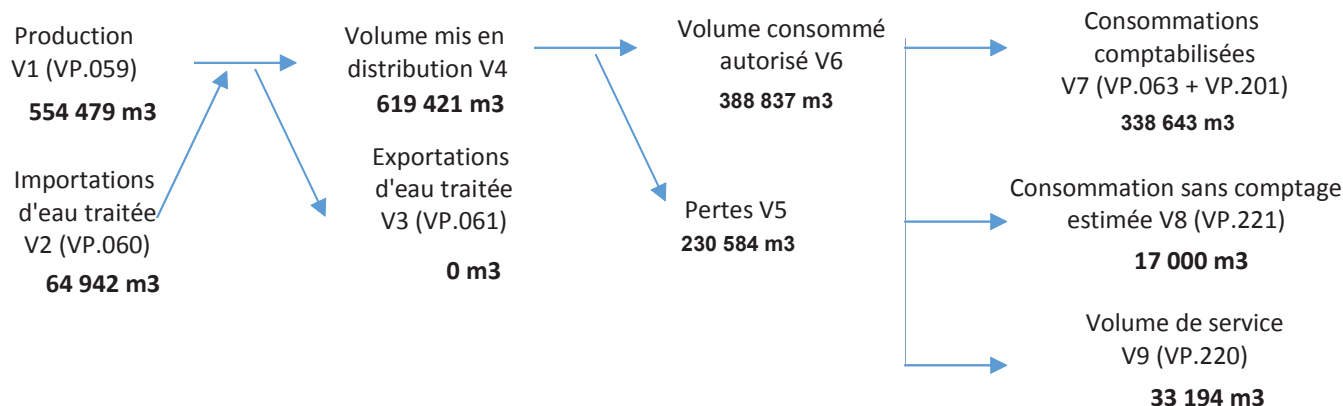 Production
V1 (VP.059)
554 479 m3
Importations
d'eau traitée
V2 (VP.060)
64 942 m3
Volume mis en
distribution V4
619 421 m3
Exportations
d'eau traitée
V3 (VP.061)
0 m3
Volume consommé
autorisé V6
388 837 m3
Pertes V5
230 584 m3
Consommations
comptabilisées
V7 (VP.063 + VP.201)
338 643 m3
Consommation sans comptage
estimée V8 (VP.221)
17 000 m3
Volume de service
V9 (VP.220)
33 194 m3